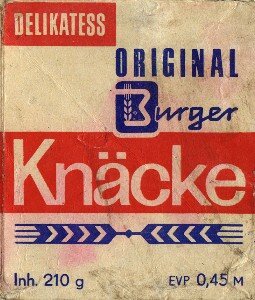 DELIKATESS
ORIGINAL
Burger
Knäcke
Inh. 210 g EVP 0,45 M